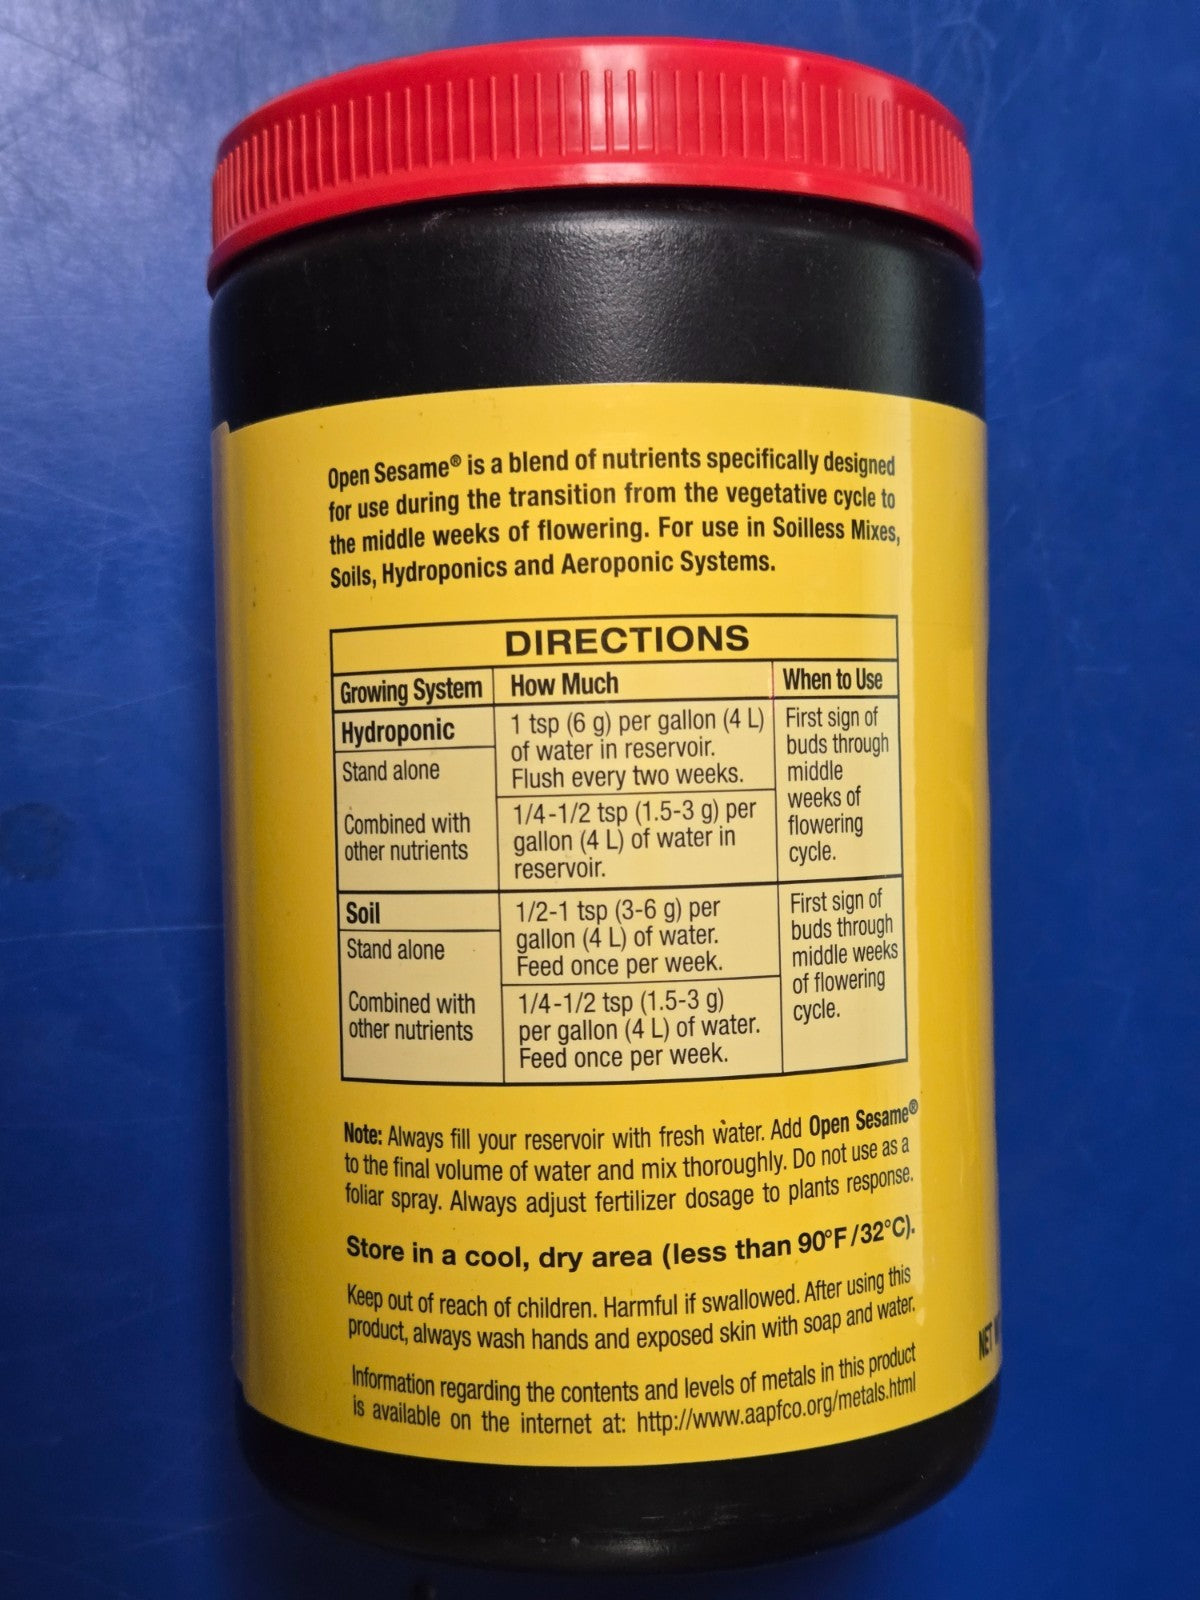 Open Sesame® is a blend of nutrients specifically designed
for use during the transition from the vegetative cycle to
the middle weeks of flowering. For use in Soilless Mixes,
Soils, Hydroponics and Aeroponic Systems.
DIRECTIONS
Growing System How Much When to Use
Hydroponic
Stand alone
1 tsp (6 g) per gallon (4 L)
of water in reservoir.
Flush every two weeks.
Combined with
other nutrients
1/4-1/2 tsp (1.5-3 g) per
gallon (4 L) of water in
reservoir.
First sign of
buds through
middle
weeks of
flowering
cycle.
Soil
Stand alone
1/2-1 tsp (3-6 g) per
gallon (4 L) of water.
Feed once per week.
Combined with
other nutrients
1/4-1/2 tsp (1.5-3 g)
per gallon (4 L) of water.
Feed once per week.
First sign of
buds through
middle weeks
of flowering
cycle.
Note: Always fill your reservoir with fresh water. Add Open Sesame®
to the final volume of water and mix thoroughly. Do not use as a
foliar spray. Always adjust fertilizer dosage to plants response.
Store in a cool, dry area (less than 90°F/32°C).
Keep out of reach of children. Harmful if swallowed. After using this
product, always wash hands and exposed skin with soap and water.
Information regarding the contents and levels of metals in this product
is available on the internet at: http://www.aapfco.org/metals.html
NET